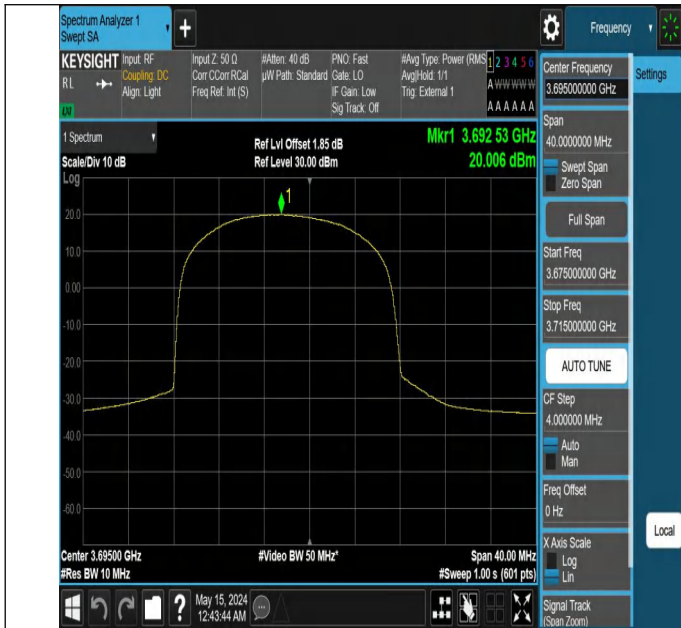 Spectrum Analyzer 1
Swept SA
Frequency
KEYSIGHT
RL
Input: RF
Coupling: DC
Align: Light
Input Z: 50 Ω
Corr CCorr RCal
Freq Ref: Int (S)
#Atten: 40 dB
µW Path: Standard
PNO: Fast
Gate: LO
IF Gain: Low
Sig Track: Off
#Avg Type: Power (RMS
Avg|Hold: 1/1
Trig: External 1
1 2 3 4 5 6
A W W W W W
A A A A A A
1 Spectrum
Scale/Div 10 dB
Log
Ref Lvl Offset 1.85 dB
Ref Level 30.00 dBm
Mkr1 3.692 53 GHz
20.006 dBm
1
20.0
10.0
0.00
-10.0
-20.0
-30.0
-40.0
-50.0
-60.0
Center 3.69500 GHz
#Res BW 10 MHz
#Video BW 50 MHz*
Span 40.00 MHz
#Sweep 1.00 s (601 pts)
May 15, 2024
12:43:44 AM
Center Frequency
3.695000000 GHz
Settings
Span
40.0000000 MHz
Swept Span
Zero Span
Full Span
Start Freq
3.675000000 GHz
Stop Freq
3.715000000 GHz
AUTO TUNE
CF Step
4.000000 MHz
Auto
Man
Freq Offset
0 Hz
X Axis Scale
Log
Lin
Local
Signal Track
(Span Zoom)